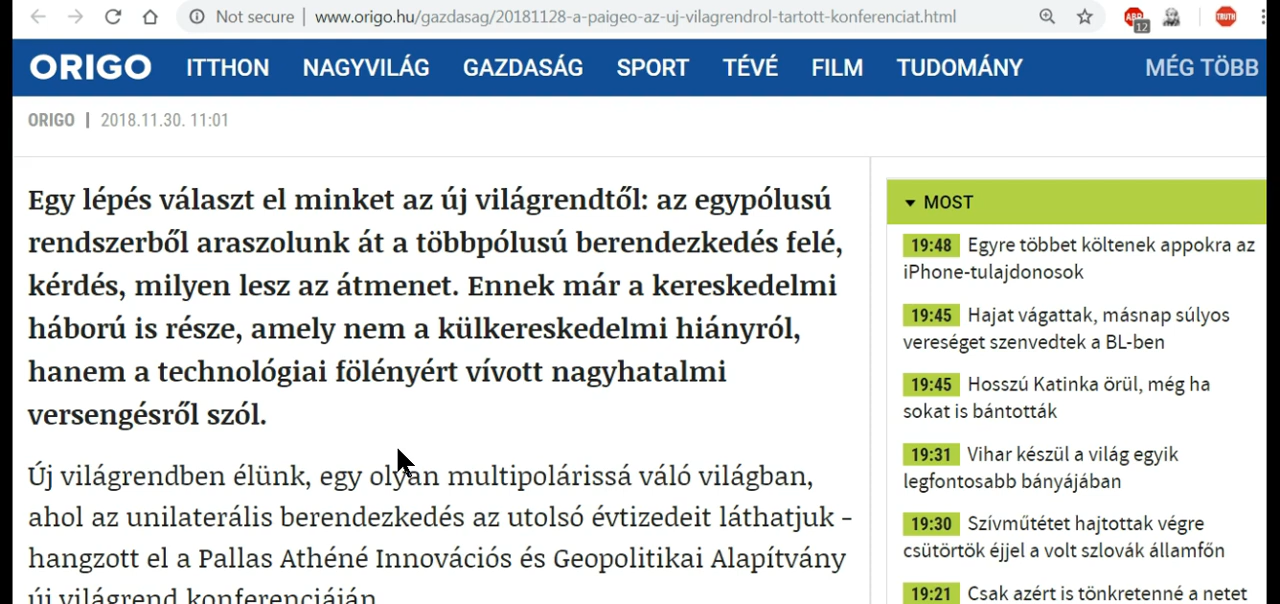 Not secure | www.origo.hu/gazdasag/20181128-a-paigeo-az-uj-vilagrendrol-tartott-konferenciat.html
ABP
12
TRUTH
ORIGO ITTHON NAGYVILÁG GAZDASÁG SPORT TÉVÉ FILM TUDOMÁNY MÉG TÖBB
ORIGO | 2018.11.30. 11:01
Egy lépés választ el minket az új világrendtől: az egypólusú
rendszerből araszolunk át a többpólusú berendezkedés felé,
kérdés, milyen lesz az átmenet. Ennek már a kereskedelmi
háború is része, amely nem a külkereskedelmi hiányról,
hanem a technológiai fölényért vívott nagyhatalmi
versengésről szól.
Új világrendben élünk, egy olyan multipolárissá váló világban,
ahol az unilaterális berendezkedés az utolsó évtizedeit láthatjuk -
hangzott el a Pallas Athéné Innovációs és Geopolitikai Alapítvány
új világrend konferenciáján.
MOST
19:48 Egyre többet költenek appokra az
iPhone-tulajdonosok
19:45 Hajat vágattak, másnap súlyos
vereséget szenvedtek a BL-ben
19:45 Hosszú Katinka örül, még ha
sokat is bántották
19:31 Vihar készül a világ egyik
legfontosabb bányájában
19:30 Szívműtétet hajtottak végre
csütörtök éjjel a volt szlovák államfőn
19:21 Csak azért is tönkretenné a netet